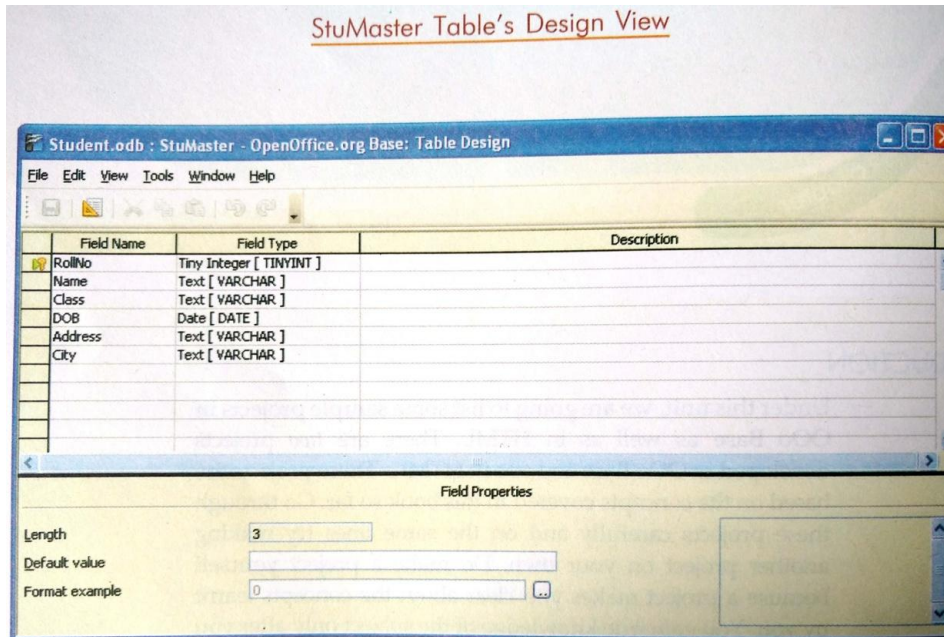 StuMaster Table's Design View
Student.odb : StuMaster - OpenOffice.org Base: Table Design
File Edit View Tools Window Help
Field Name Field Type Description
RollNo Tiny Integer [ TINYINT ]
Name Text [ VARCHAR ]
Class Text [ VARCHAR ]
DOB Date [ DATE ]
Address Text [ VARCHAR ]
City Text [ VARCHAR ]
Field Properties
Length 3
Default value
Format example 0